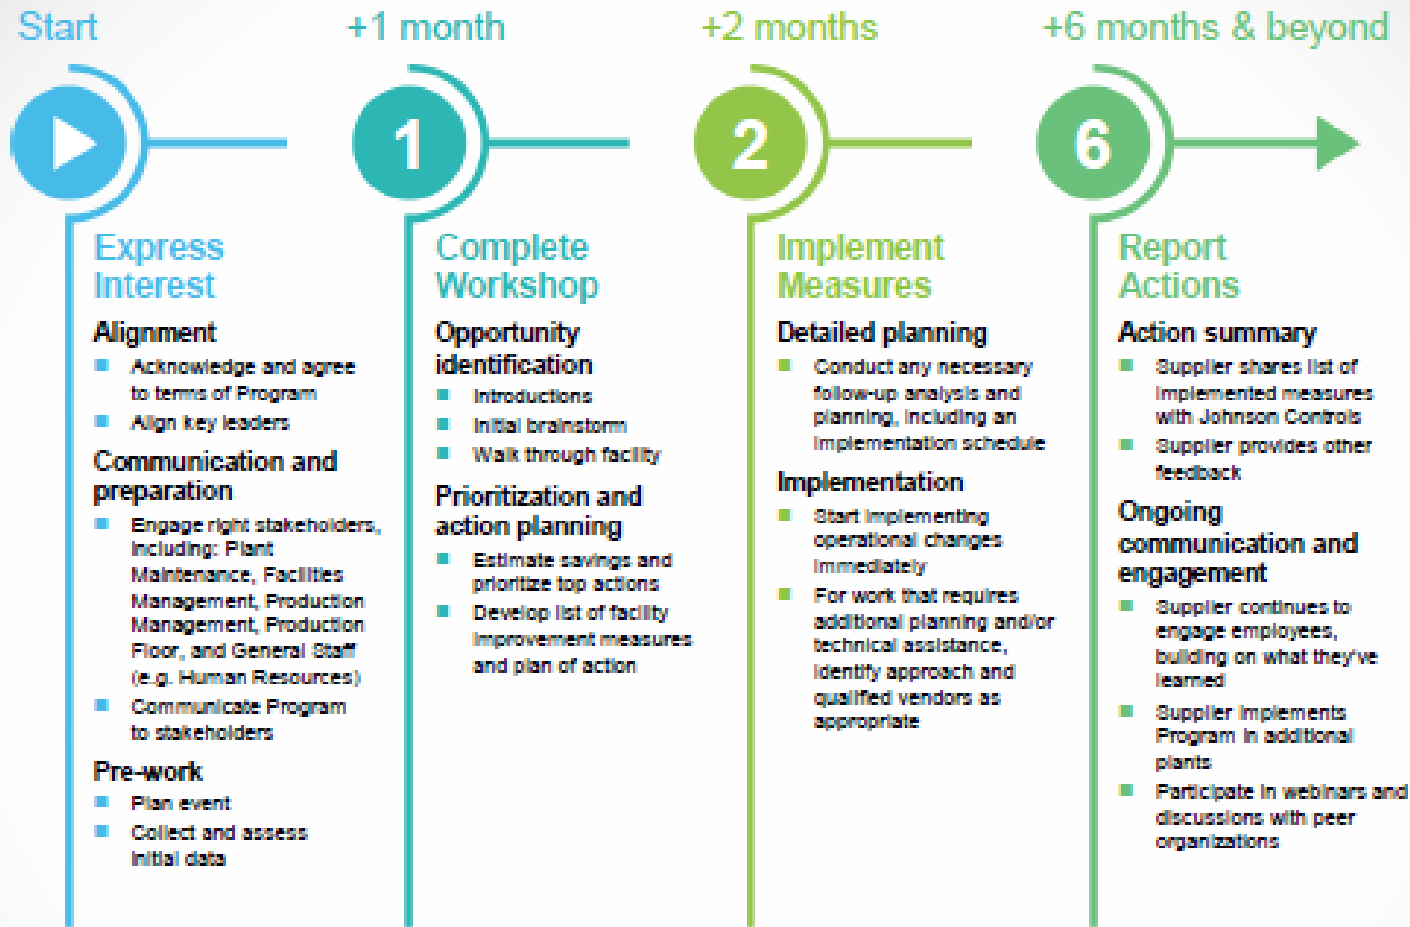 Start
+1 month
+2 months
+6 months & beyond
1
2
6
Express
Interest
Alignment
Acknowledge and agree
to terms of Program
Align key leaders
Communication and
preparation
Engage right stakeholders,
including: Plant
Maintenance, Facilities
Management, Production
Management, Production
Floor, and General Staff
(e.g. Human Resources)
Communicate Program
to stakeholders
Pre-work
Plan event
Collect and assess
initial data
Complete
Workshop
Opportunity
identification
Introductions
Initial brainstorm
Walk through facility
Prioritization and
action planning
Estimate savings and
prioritize top actions
Develop list of facility
improvement measures
and plan of action
Implement
Measures
Detailed planning
Conduct any necessary
follow-up analysis and
planning, including an
implementation schedule
Implementation
Start implementing
operational changes
immediately
For work that requires
additional planning and/or
technical assistance,
identify approach and
qualified vendors as
appropriate
Report
Actions
Action summary
Supplier shares list of
implemented measures
with Johnson Controls
Supplier provides other
feedback
Ongoing
communication and
engagement
Supplier continues to
engage employees,
building on what they've
learned
Supplier implements
Program in additional
plants
Participate in webinars and
discussions with peer
organizations